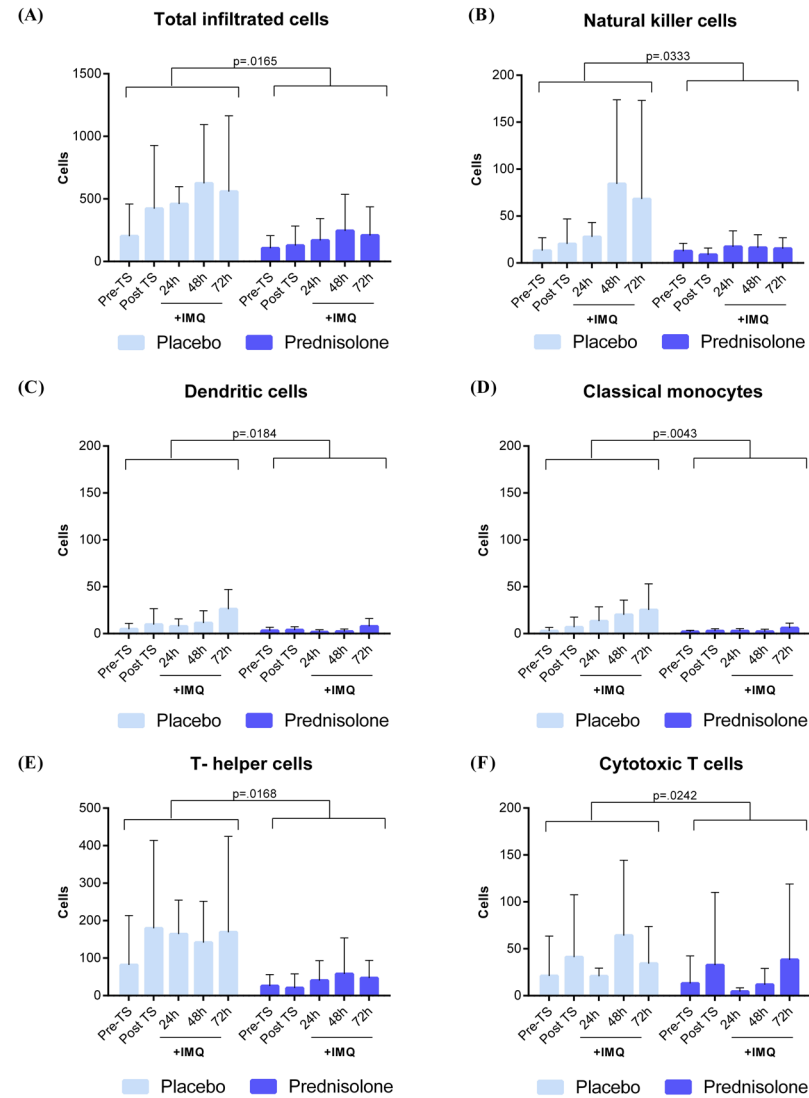 (A)
Total infiltrated cells
p=.0165
Cells
1500
1000
500
0
Pre-TS
Post TS
24h
48h
72h
Pre-TS
Post TS
24h
48h
72h
+IMQ
+IMQ
Placebo
Prednisolone
(B)
Natural killer cells
p=.0333
Cells
200
150
100
50
0
Pre-TS
Post TS
24h
48h
72h
Pre-TS
Post TS
24h
48h
72h
+IMQ
+IMQ
Placebo
Prednisolone
(C)
Dendritic cells
p=.0184
Cells
200
150
100
50
0
Pre-TS
Post TS
24h
48h
72h
Pre-TS
Post TS
24h
48h
72h
+IMQ
+IMQ
Placebo
Prednisolone
(D)
Classical monocytes
p=.0043
Cells
200
150
100
50
0
Pre-TS
Post TS
24h
48h
72h
Pre-TS
Post TS
24h
48h
72h
+IMQ
+IMQ
Placebo
Prednisolone
(E)
T- helper cells
p=.0168
Cells
500
400
300
200
100
0
Pre-TS
Post TS
24h
48h
72h
Pre-TS
Post TS
24h
48h
72h
+IMQ
+IMQ
Placebo
Prednisolone
(F)
Cytotoxic T cells
p=.0242
Cells
200
150
100
50
0
Pre-TS
Post TS
24h
48h
72h
Pre-TS
Post TS
24h
48h
72h
+IMQ
+IMQ
Placebo
Prednisolone